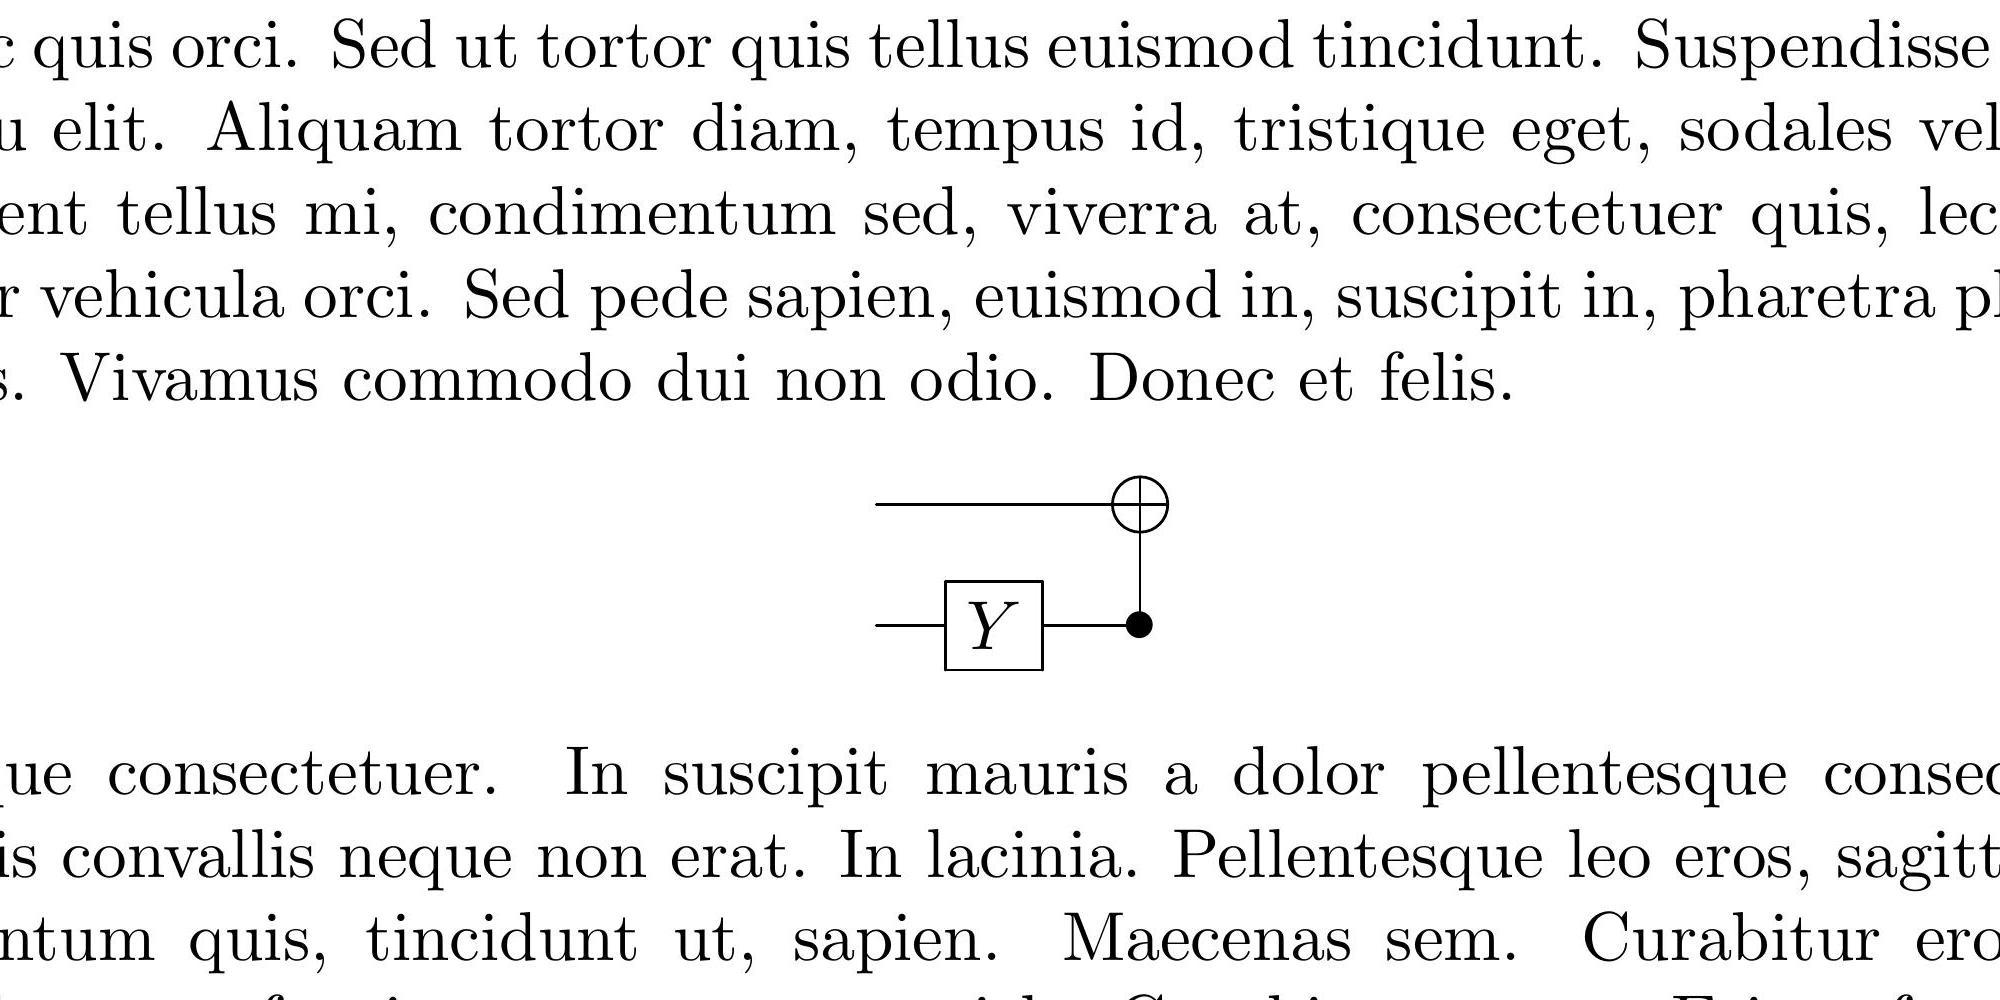 quis orci. Sed ut tortor quis tellus euismod tincidunt. Suspendisse
u elit. Aliquam tortor diam, tempus id, tristique eget, sodales vel
ent tellus mi, condimentum sed, viverra at, consectetuer quis, lec
r vehicula orci. Sed pede sapien, euismod in, suscipit in, pharetra
s. Vivamus commodo dui non odio. Donec et felis.
Y
ue consectetuer. In suscipit mauris a dolor pellentesque consec
is convallis neque non erat. In lacinia. Pellentesque leo eros, sagitt
ntum quis, tincidunt ut, sapien. Maecenas sem. Curabitur ero